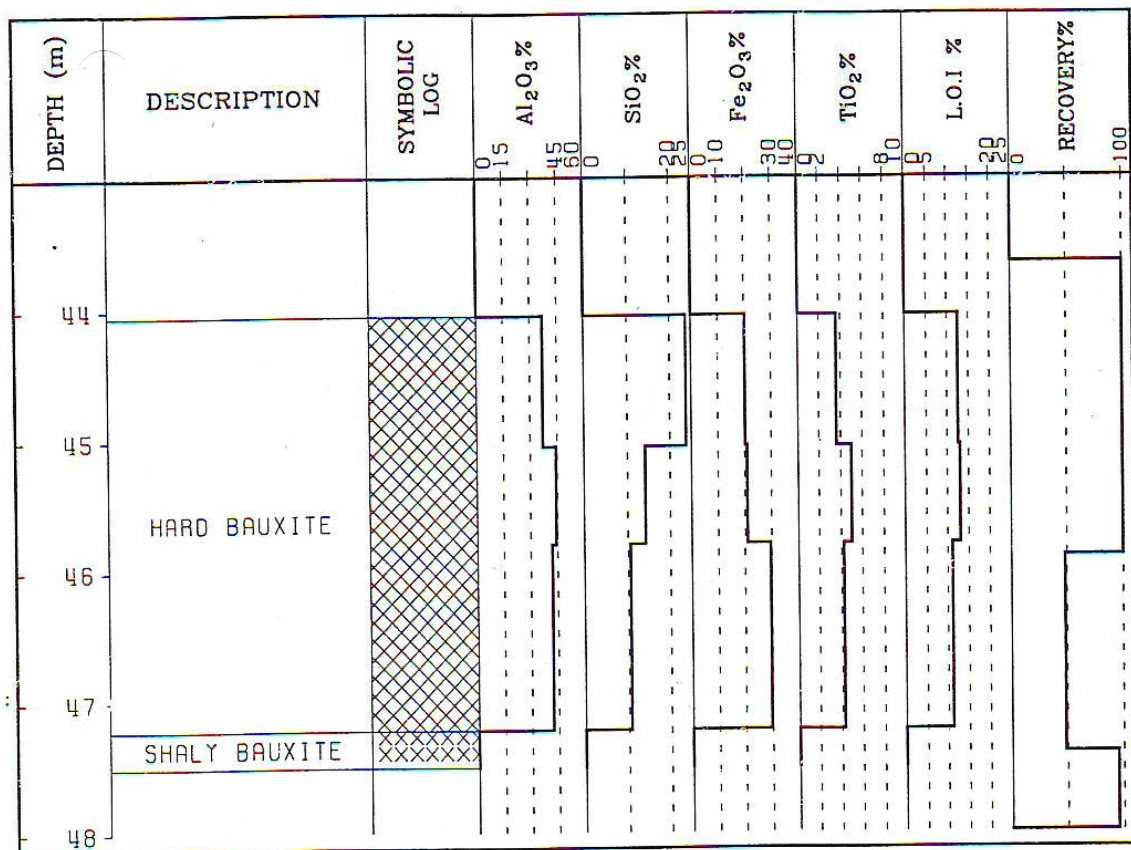 DEPTH (m)
DESCRIPTION
SYMBOLIC
LOG
Al₂O₃%
SiO₂%
Fe₂O₃%
TiO₂%
L.O.I %
RECOVERY%
0 15 45 60
0 20 25
0 10 30 40
0 2 8 10
0 5 20 25
0 100
44
45
HARD BAUXITE
46
47
SHALY BAUXITE
48